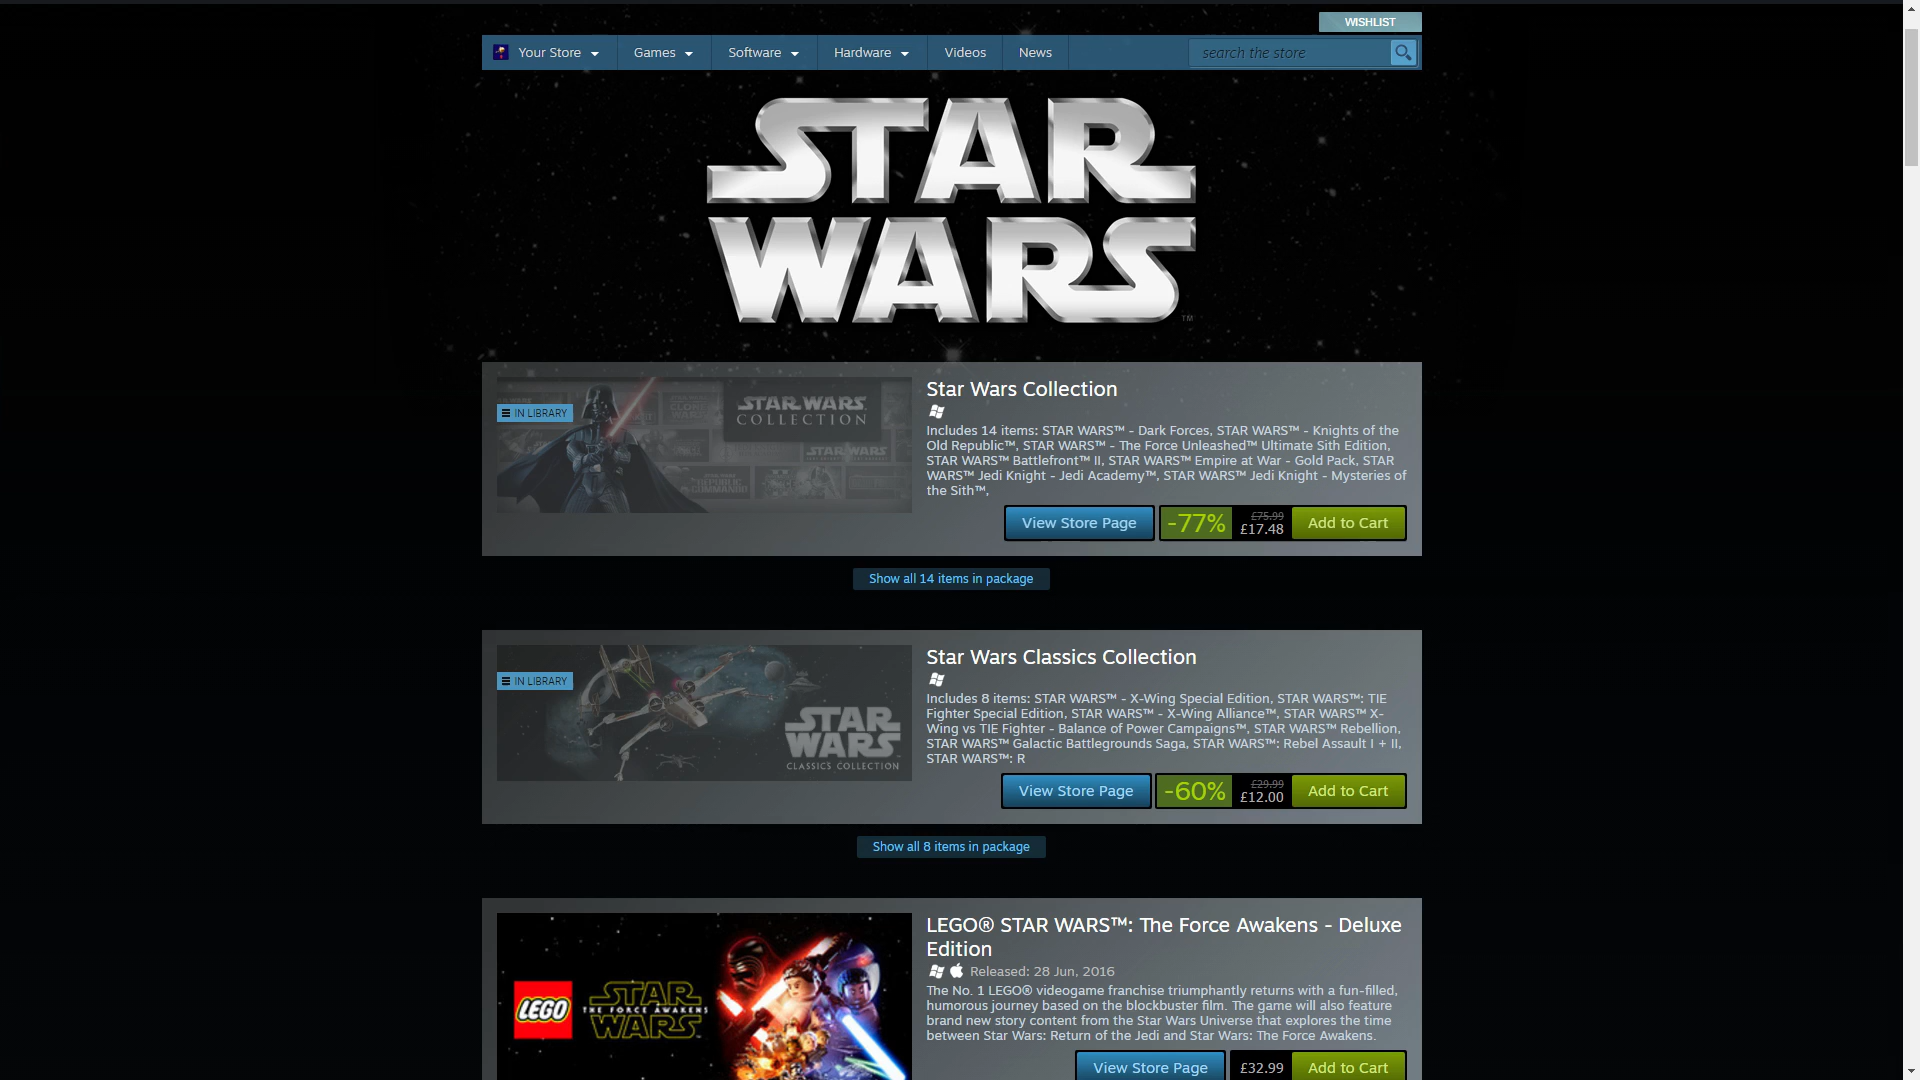 WISHLIST
Your Store
Games
Software
Hardware
Videos
News
search the store
STAR
WARS
TM
Star Wars Collection
IN LIBRARY
STAR WARS
COLLECTION
Includes 14 items: STAR WARS™ - Dark Forces, STAR WARS™ - Knights of the
Old Republic™, STAR WARS™ - The Force Unleashed™ Ultimate Sith Edition,
STAR WARS™ Battlefront™ II, STAR WARS™ Empire at War - Gold Pack, STAR
WARS™ Jedi Knight - Jedi Academy™, STAR WARS™ Jedi Knight - Mysteries of
the Sith™,
View Store Page
-77%
£75.99
£17.48
Add to Cart
Show all 14 items in package
Star Wars Classics Collection
IN LIBRARY
STAR
WARS
CLASSICS COLLECTION
Includes 8 items: STAR WARS™ - X-Wing Special Edition, STAR WARS™: TIE
Fighter Special Edition, STAR WARS™ - X-Wing Alliance™, STAR WARS™ X-
Wing vs TIE Fighter - Balance of Power Campaigns™, STAR WARS™ Rebellion,
STAR WARS™ Galactic Battlegrounds Saga, STAR WARS™: Rebel Assault I + II,
STAR WARS™: R
View Store Page
-60%
£29.99
£12.00
Add to Cart
Show all 8 items in package
LEGO® STAR WARS™: The Force Awakens - Deluxe
Edition
Released: 28 Jun, 2016
LEGO
STAR
THE FORCE AWAKENS
WARS
The No. 1 LEGO® videogame franchise triumphantly returns with a fun-filled,
humorous journey based on the blockbuster film. The game will also feature
brand new story content from the Star Wars Universe that explores the time
between Star Wars: Return of the Jedi and Star Wars: The Force Awakens.
View Store Page
£32.99
Add to Cart